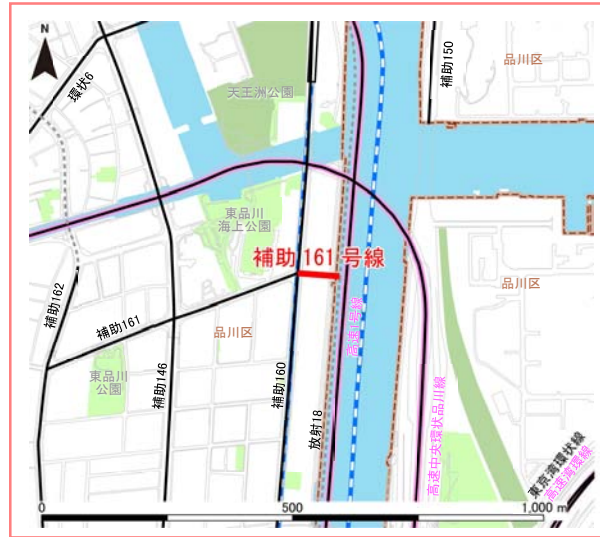 N
品川区
補助150
環状6
天王洲公園
東品川
海上公園
補助161号線
品川区
補助162
補助161
品川区
高速1号線
東品川
公園
補助146
補助160
放射18
高速中央環状品川線
東京湾環状線
高速湾環線
0
500
1,000 m